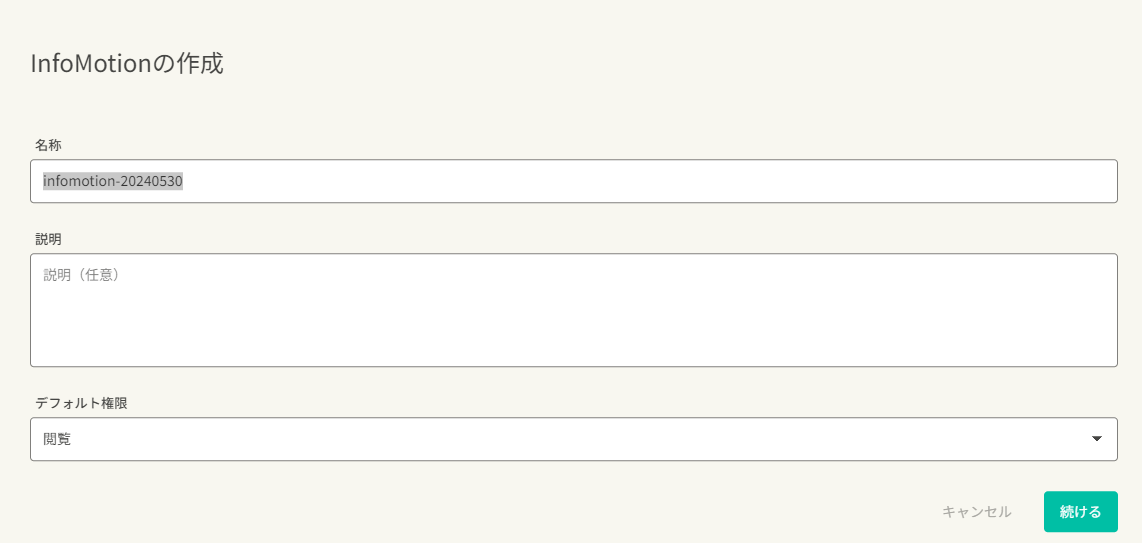 InfoMotionの作成
名称
infomotion-20240530
説明
説明（任意）
デフォルト権限
閲覧
キャンセル 続ける